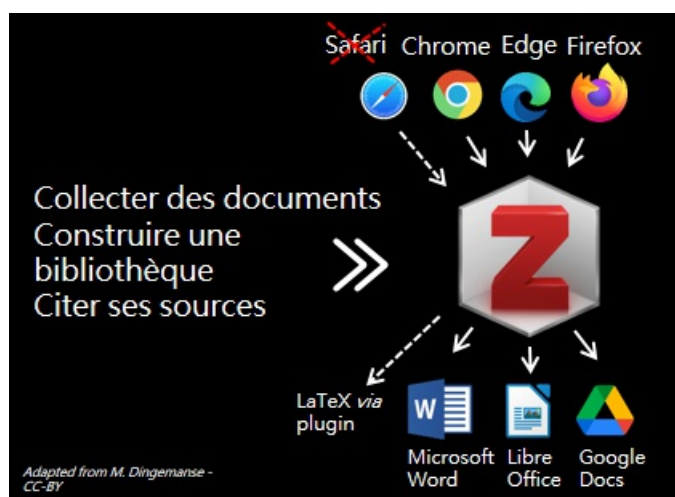 Safari Chrome Edge Firefox
Collecter des documents
Construire une
bibliothèque
Citer ses sources
Z
LaTeX via
plugin
W
Microsoft
Word
Libre
Office
Google
Docs
Adapted from M. Dingemanse -
CC-BY